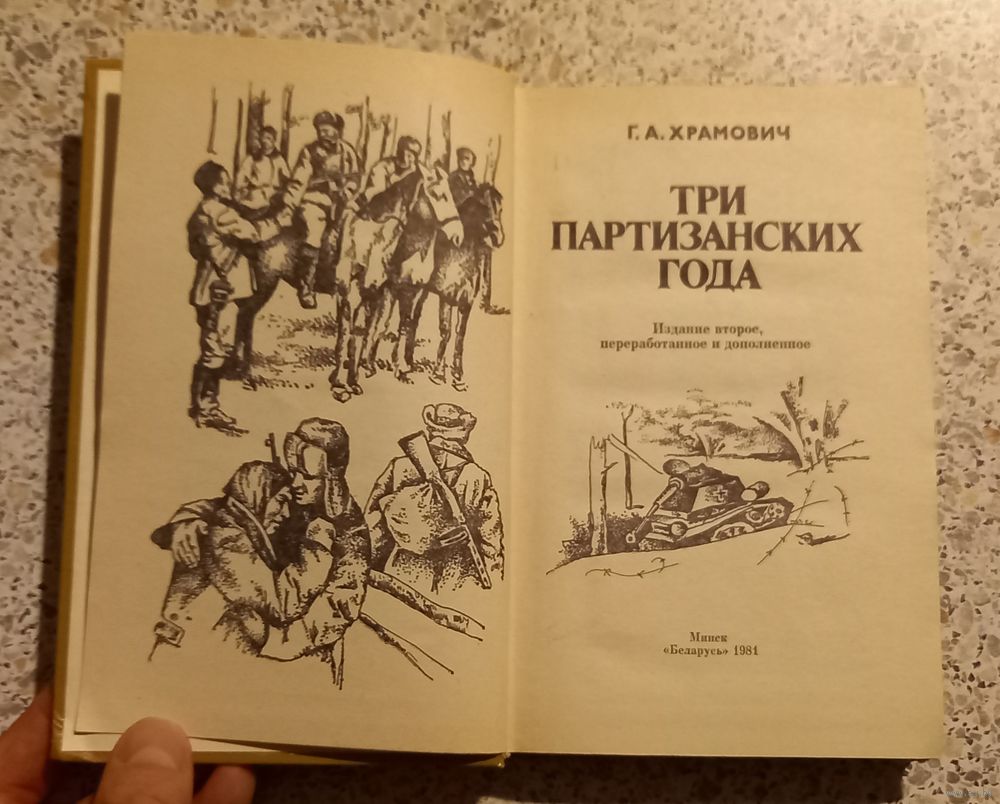 Г. А. ХРАМОВИЧ
ТРИ
ПАРТИЗАНСКИХ
ГОДА
Издание второе,
переработанное и дополненное
Минск
«Беларусь» 1981